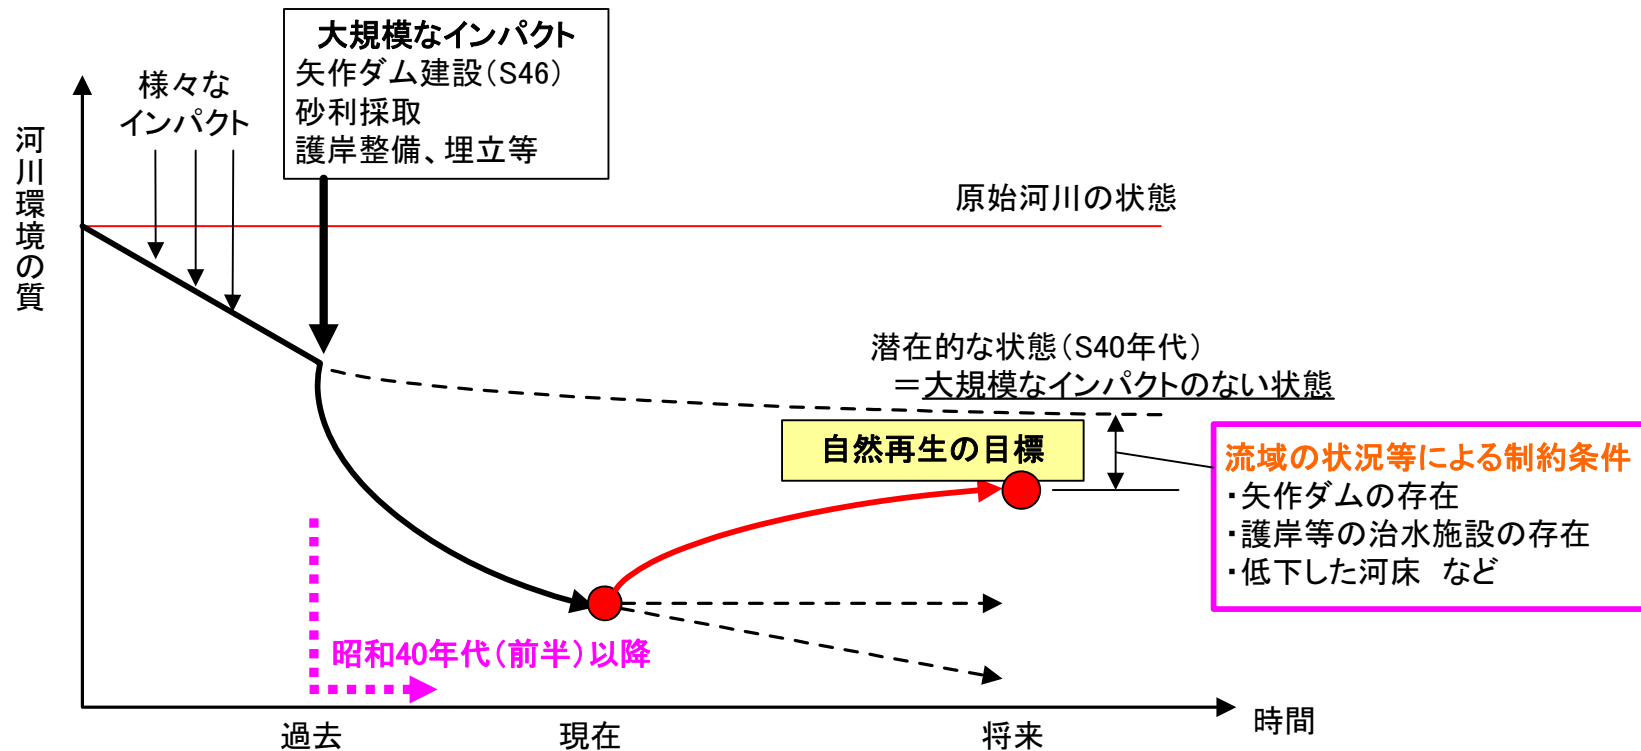 大規模なインパクト
矢作ダム建設(S46)
砂利採取
護岸整備、埋立等
様々な
インパクト
河川環境の質
原始河川の状態
潜在的な状態(S40年代)
=大規模なインパクトのない状態
自然再生の目標
流域の状況等による制約条件
・矢作ダムの存在
・護岸等の治水施設の存在
・低下した河床 など
昭和40年代(前半)以降
過去
現在
将来
時間